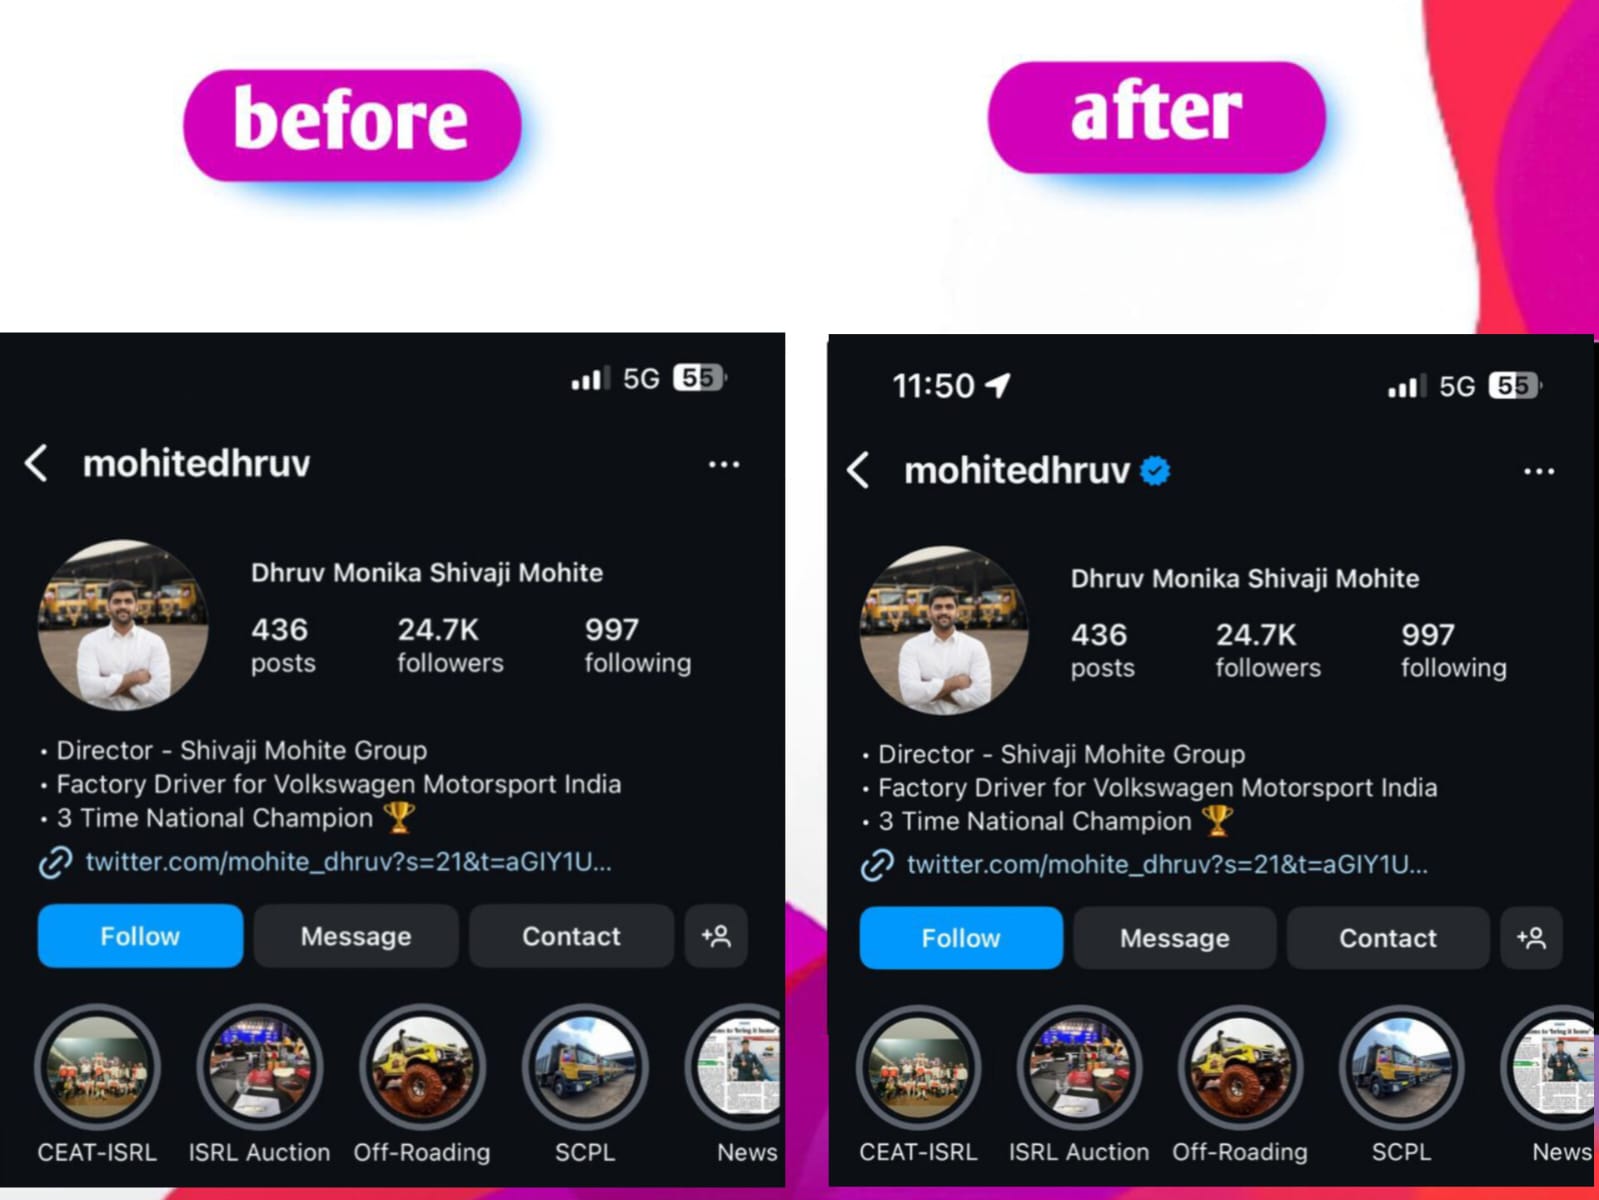 before
after
5G 55
mohitedhruv
Dhruv Monika Shivaji Mohite
436 24.7K 997
posts followers following
• Director - Shivaji Mohite Group
• Factory Driver for Volkswagen Motorsport India
• 3 Time National Champion 🏆
twitter.com/mohite_dhruv?s=21&t=aGIY1U...
Follow Message Contact
CEAT-ISRL ISRL Auction Off-Roading SCPL News
11:50 5G 55
mohitedhruv
Dhruv Monika Shivaji Mohite
436 24.7K 997
posts followers following
• Director - Shivaji Mohite Group
• Factory Driver for Volkswagen Motorsport India
• 3 Time National Champion 🏆
twitter.com/mohite_dhruv?s=21&t=aGIY1U...
Follow Message Contact
CEAT-ISRL ISRL Auction Off-Roading SCPL News